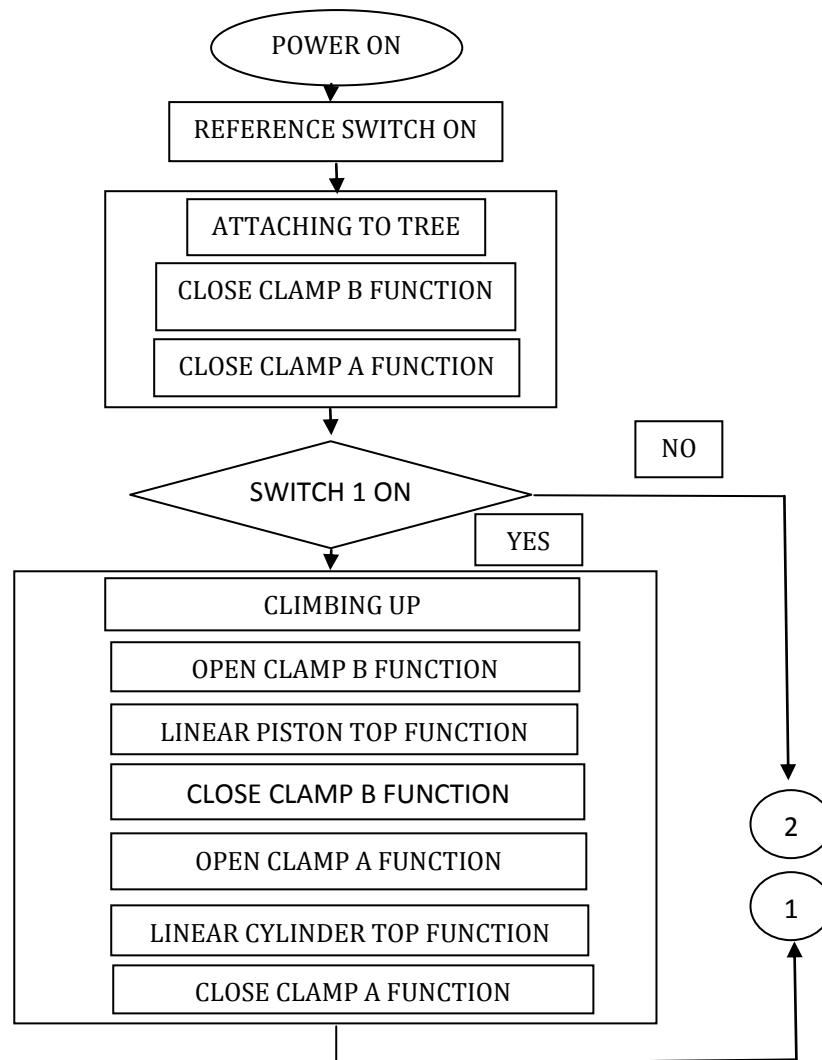 POWER ON
REFERENCE SWITCH ON
ATTACHING TO TREE
CLOSE CLAMP B FUNCTION
CLOSE CLAMP A FUNCTION
NO
SWITCH 1 ON
YES
CLIMBING UP
OPEN CLAMP B FUNCTION
LINEAR PISTON TOP FUNCTION
CLOSE CLAMP B FUNCTION
2
OPEN CLAMP A FUNCTION
1
LINEAR CYLINDER TOP FUNCTION
CLOSE CLAMP A FUNCTION